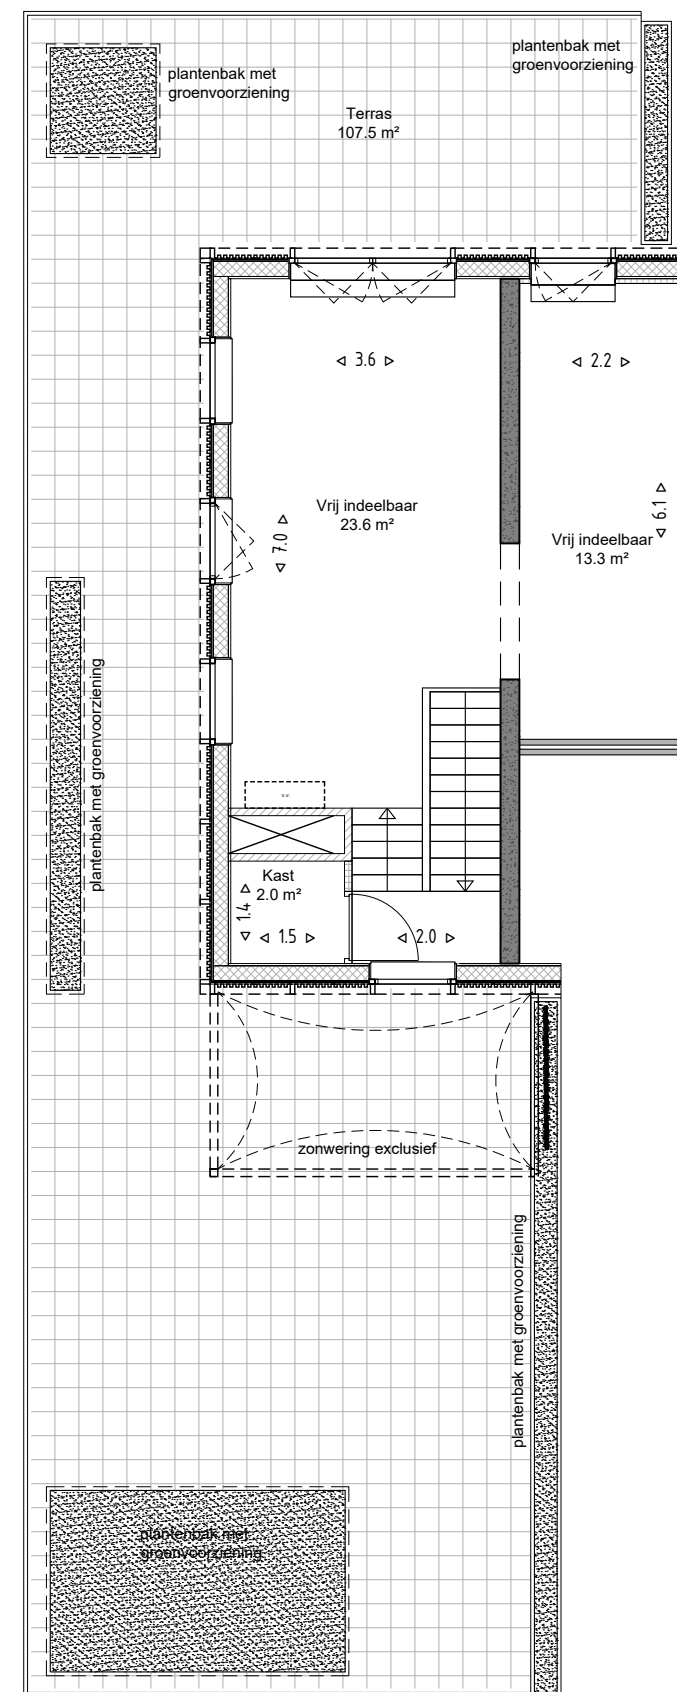 plantenbak met
groenvoorziening
plantenbak met
groenvoorziening
Terras
107.5 m²
3.6
2.2
Vrij indeelbaar
23.6 m²
7.0
6.1
Vrij indeelbaar
13.3 m²
plantenbak met groenvoorziening
v.v.
Kast
2.0 m²
1.4
1.5
2.0
zonwering exclusief
plantenbak met groenvoorziening
plantenbak met
groenvoorziening